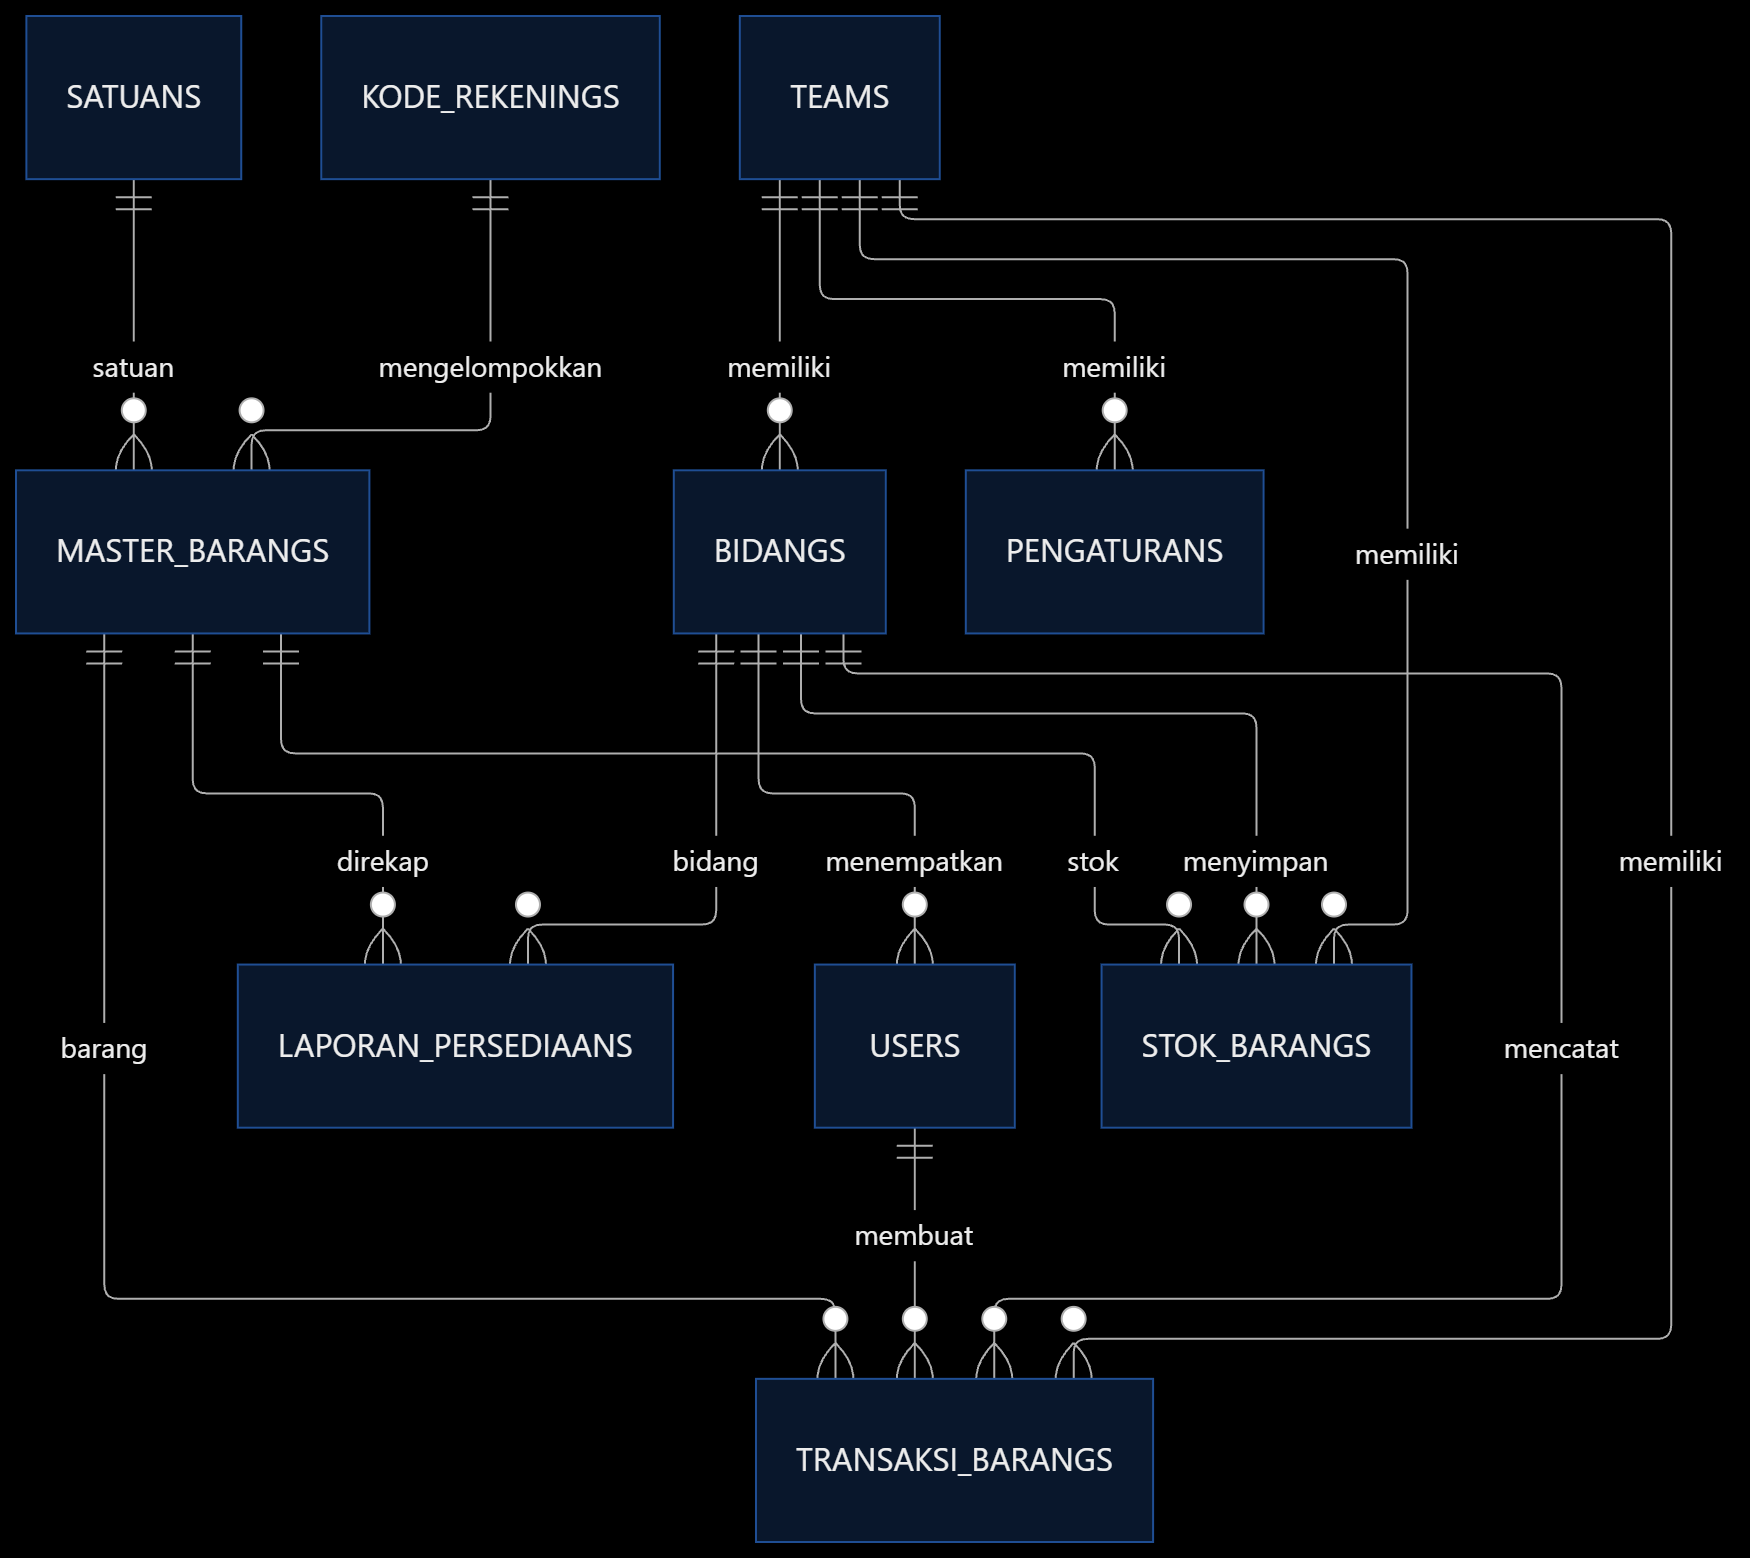 SATUANS
KODE_REKENINGS
TEAMS
satuan
mengelompokkan
memiliki
memiliki
MASTER_BARANGS
BIDANGS
PENGATURANS
memiliki
direkap
bidang
menempatkan
stok
menyimpan
memiliki
barang
LAPORAN_PERSEDIAANS
USERS
STOK_BARANGS
mencatat
membuat
TRANSAKSI_BARANGS